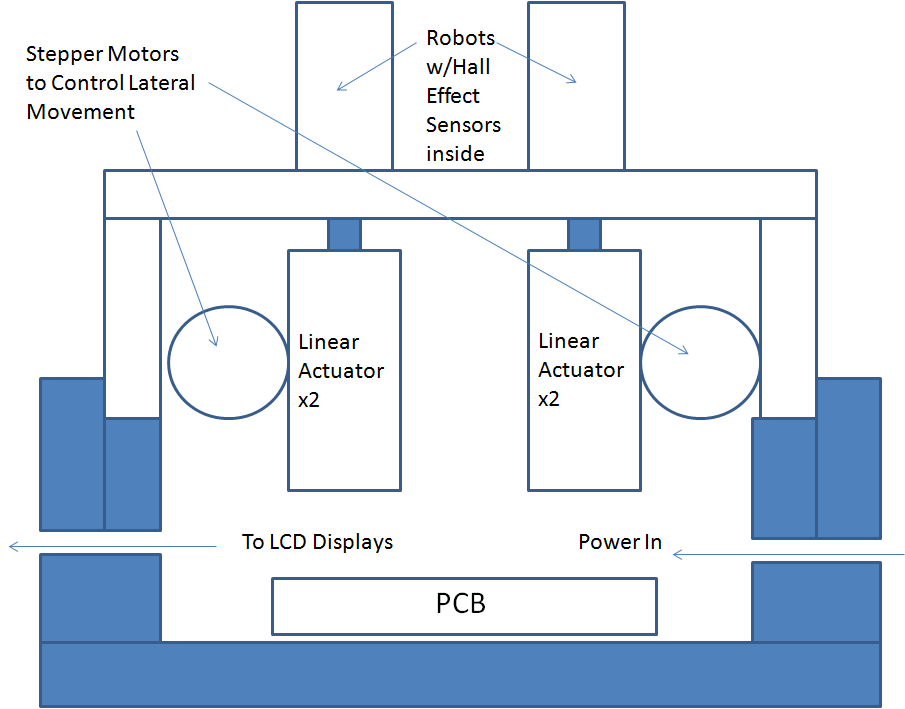 Stepper Motors
to Control Lateral
Movement
Robots
w/Hall
Effect
Sensors
inside
Linear
Actuator
x2
Linear
Actuator
x2
To LCD Displays
Power In
PCB